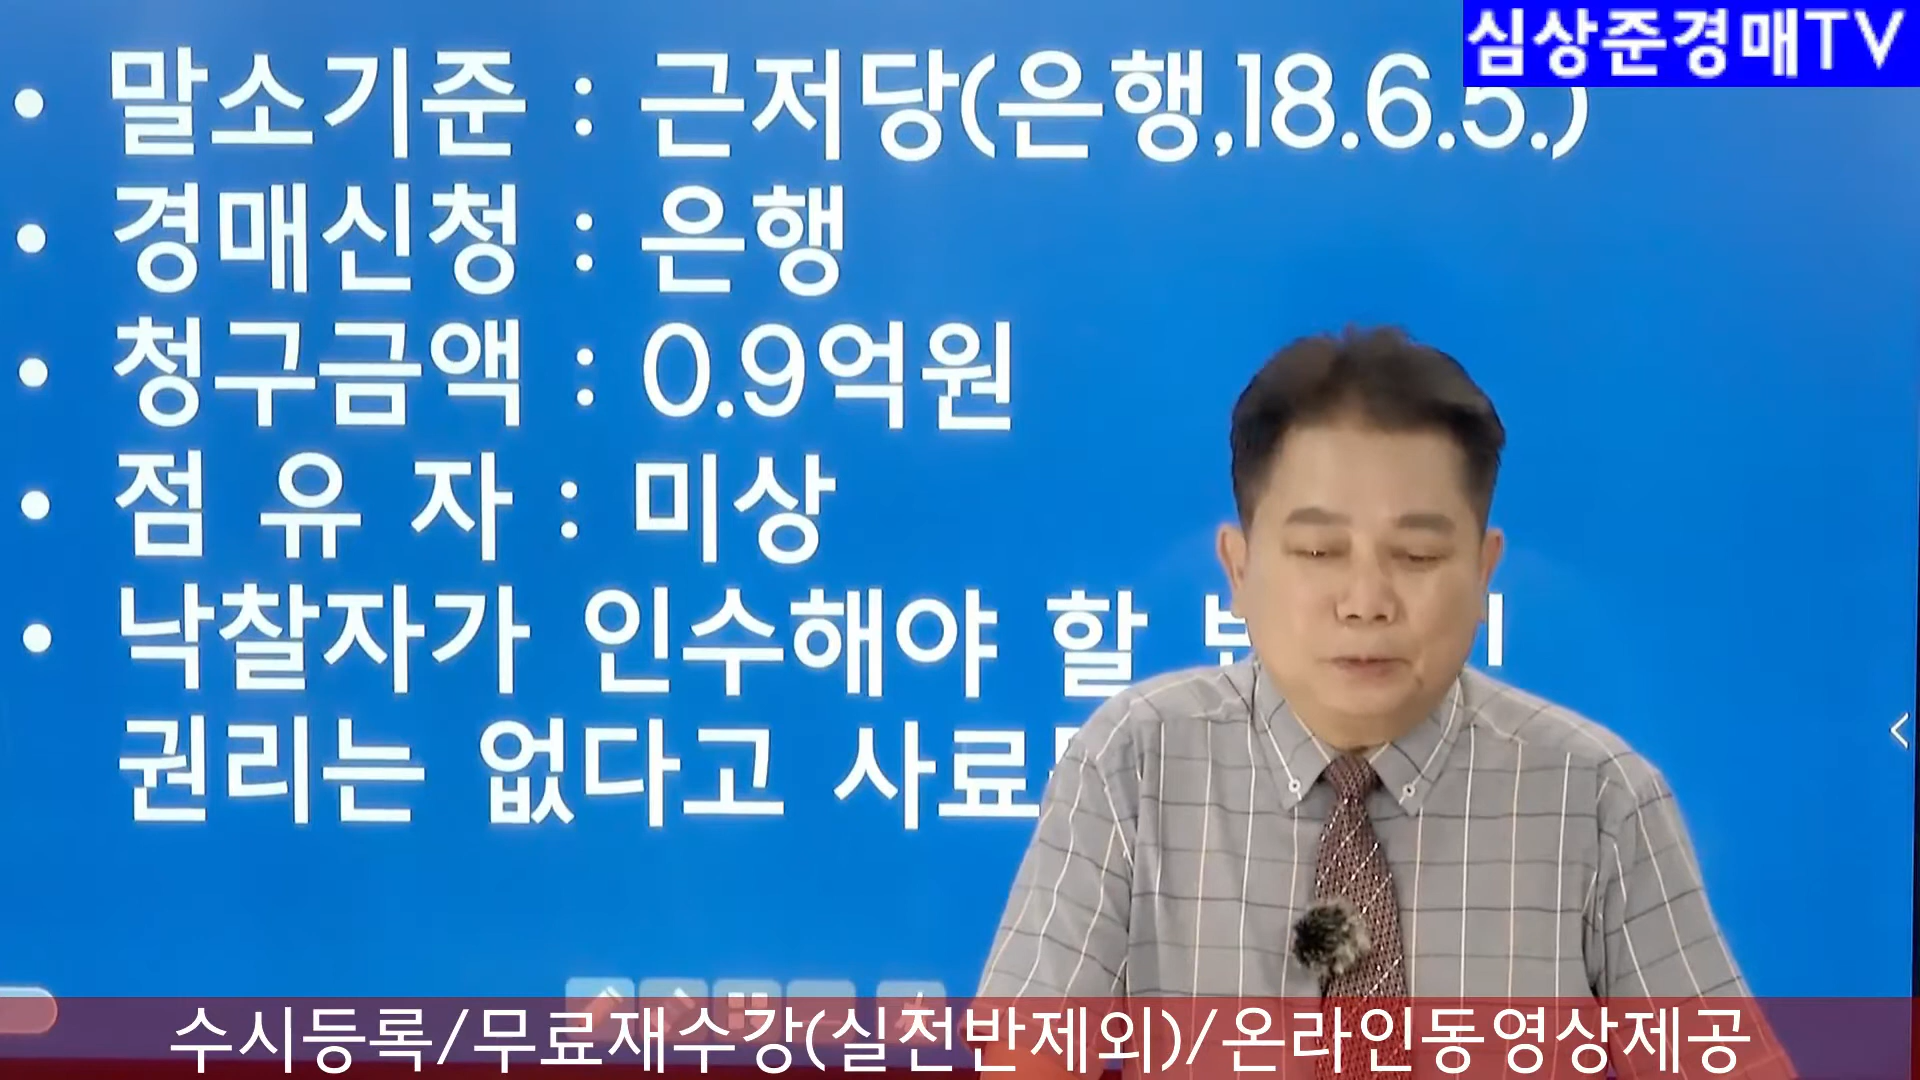 심상준경매TV
• 말소기준 : 근저당(은행,18.6.5.)
• 경매신청 : 은행
• 청구금액 : 0.9억원
• 점 유 자 : 미상
• 낙찰자가 인수해야 할
권리는 없다고
수시등록/무료재수강(실전반제외)/온라인동영상제공